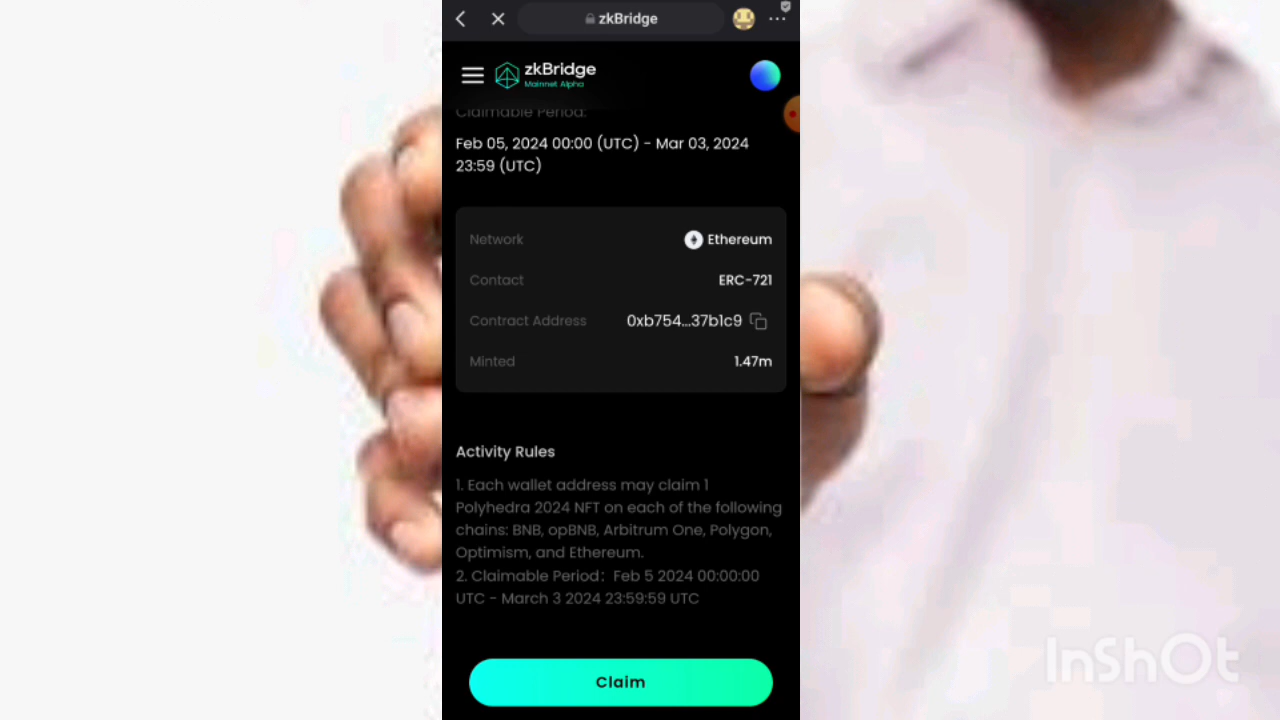 zkBridge
zkBridge
Mainnet Alpha
Claimable Period:
Feb 05, 2024 00:00 (UTC) - Mar 03, 2024
23:59 (UTC)
Network Ethereum
Contact ERC-721
Contract Address 0xb754...37b1c9
Minted 1.47m
Activity Rules
1. Each wallet address may claim 1
Polyhedra 2024 NFT on each of the following
chains: BNB, opBNB, Arbitrum One, Polygon,
Optimism, and Ethereum.
2. Claimable Period: Feb 5 2024 00:00:00
UTC - March 3 2024 23:59:59 UTC
Claim
InShOt